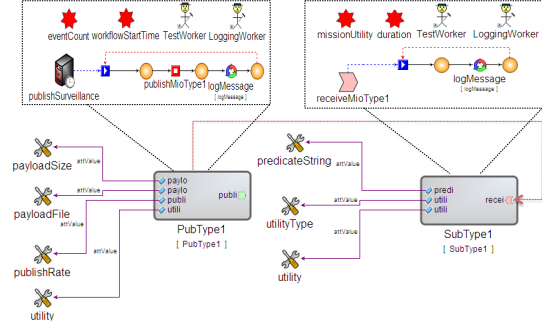 eventCount workflowStartTime TestWorker LoggingWorker
publishSurveillance
publishMioType1
logMessage
[ logMessage ]
missionUtility duration TestWorker LoggingWorker
receiveMioType1
logMessage
[ logMessage ]
payloadSize
attValue
payloadFile
attValue
publishRate
attValue
utility
attValue
paylo
paylo
publi
utili
publi
PubType1
[ PubType1 ]
predicateString
attValue
utilityType
attValue
utility
attValue
predi
utili
utili
recei
SubType1
[ SubType1 ]